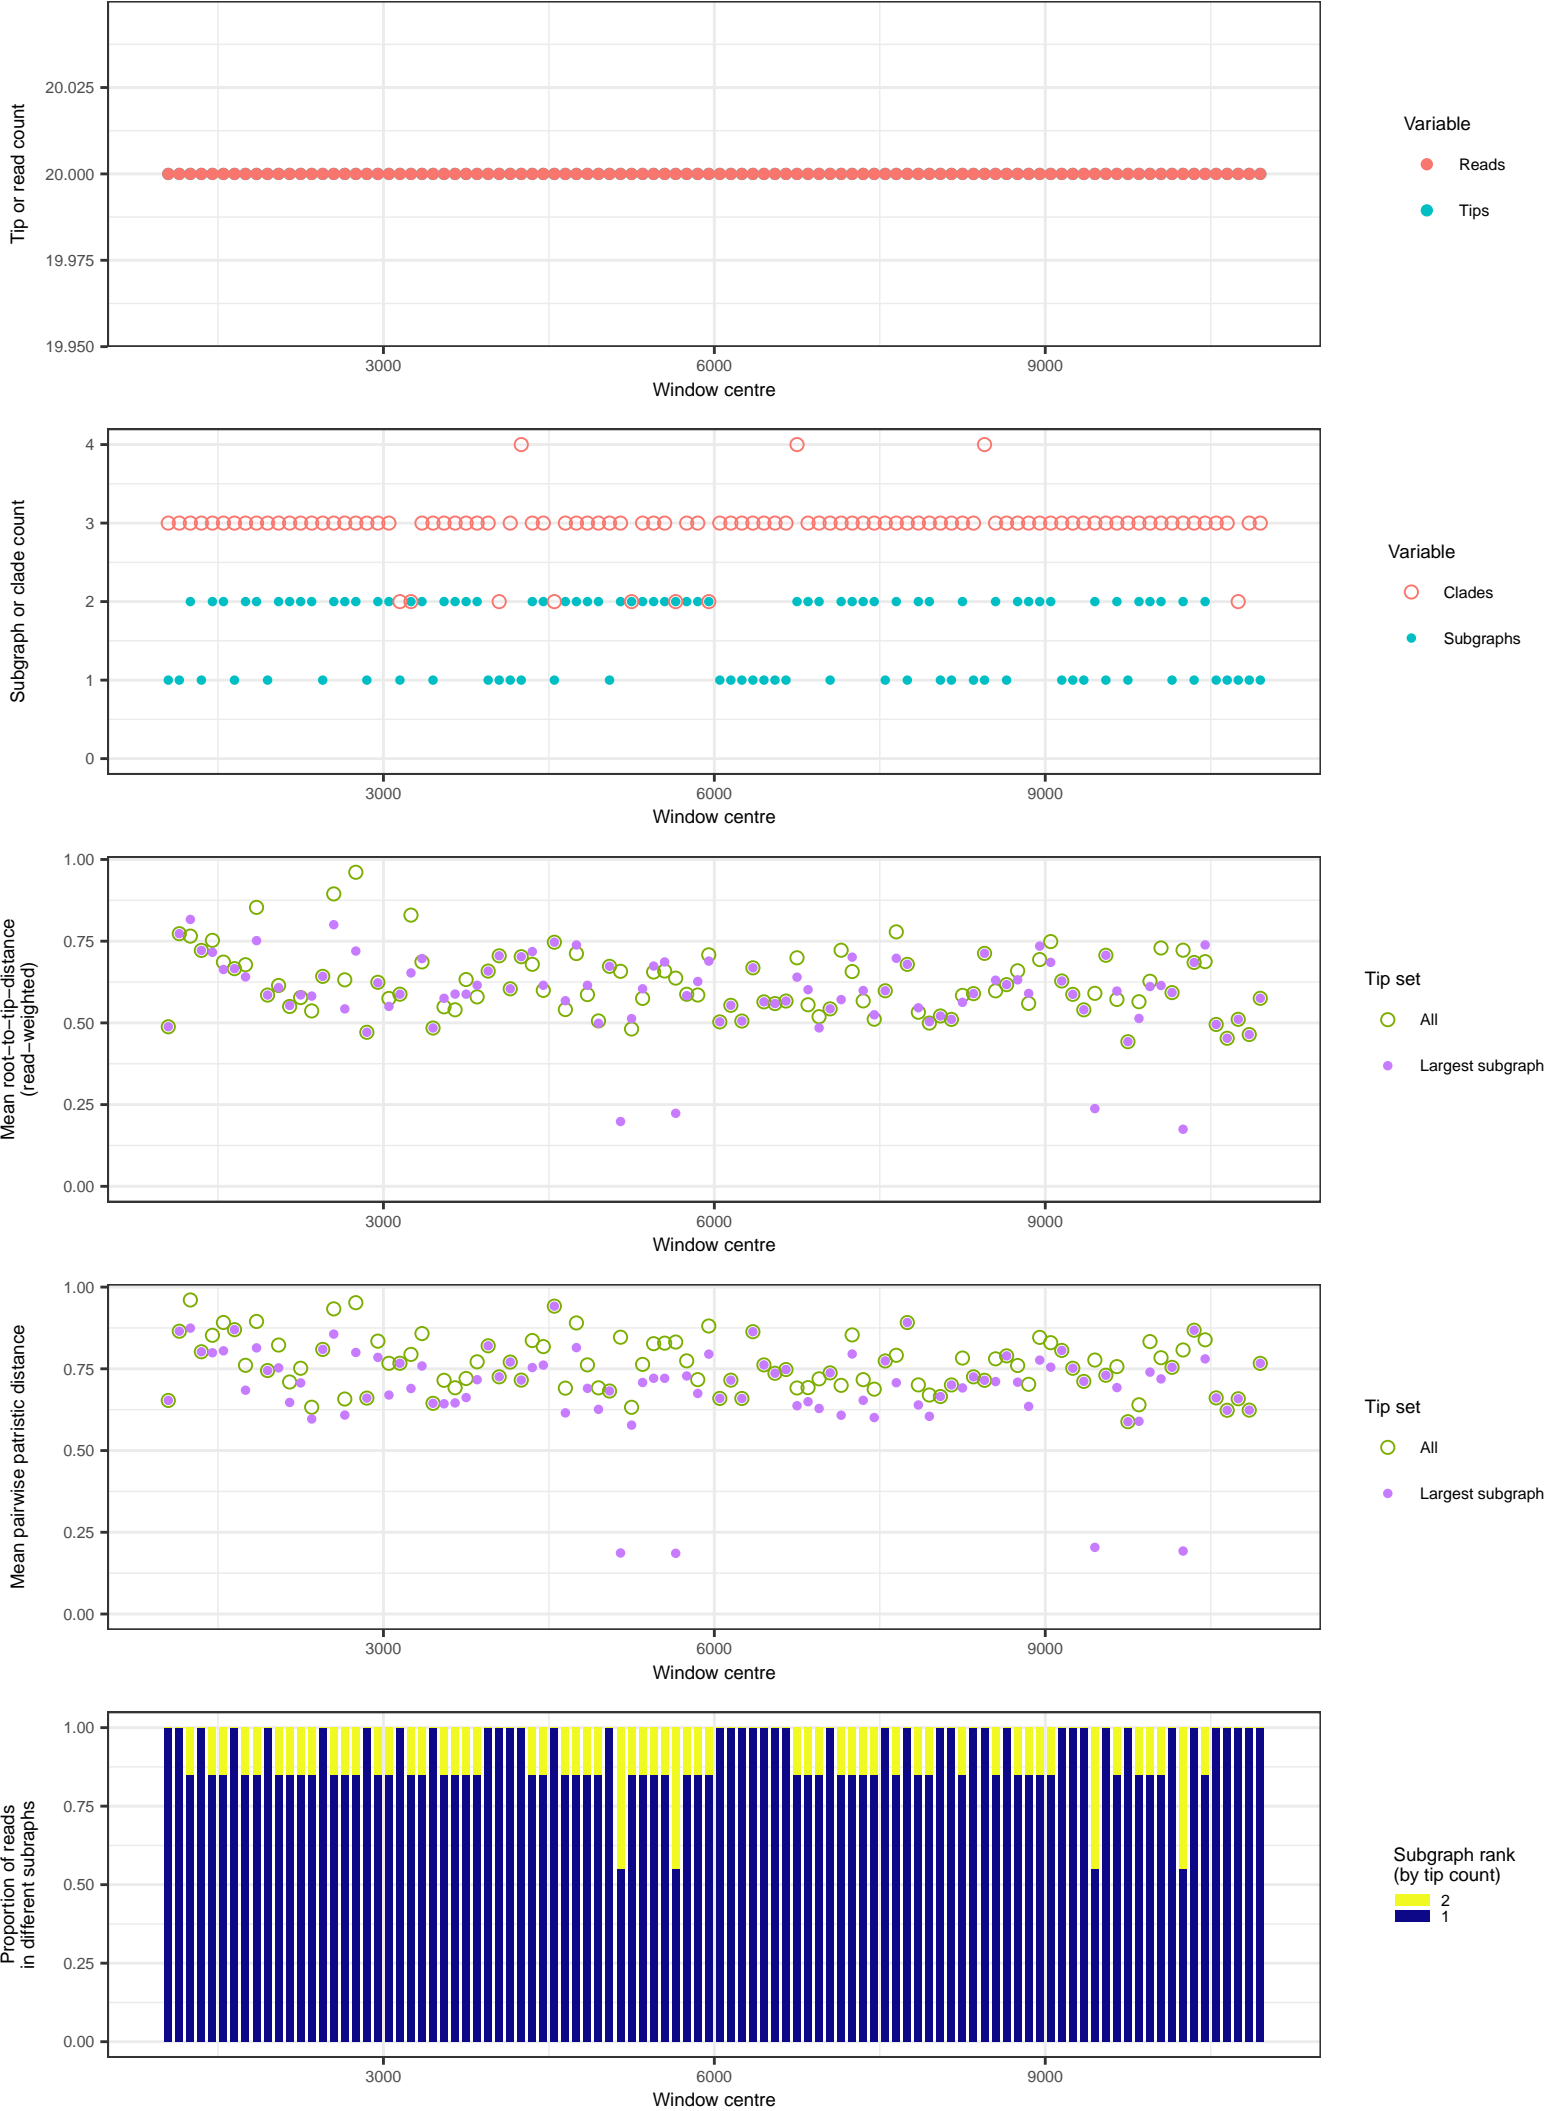 20.025
20.000
19.975
19.950
Tip or read count
3000 6000 9000
Window centre
Variable
Reads
Tips
4
3
2
1
0
Subgraph or clade count
3000 6000 9000
Window centre
Variable
Clades
Subgraphs
1.00
0.75
0.50
0.25
0.00
Mean root−to−tip−distance
(read−weighted)
3000 6000 9000
Window centre
Tip set
All
Largest subgraph
1.00
0.75
0.50
0.25
0.00
Mean pairwise patristic distance
3000 6000 9000
Window centre
Tip set
All
Largest subgraph
1.00
0.75
0.50
0.25
0.00
Proportion of reads
in different subraphs
3000 6000 9000
Window centre
Subgraph rank
(by tip count)
2
1